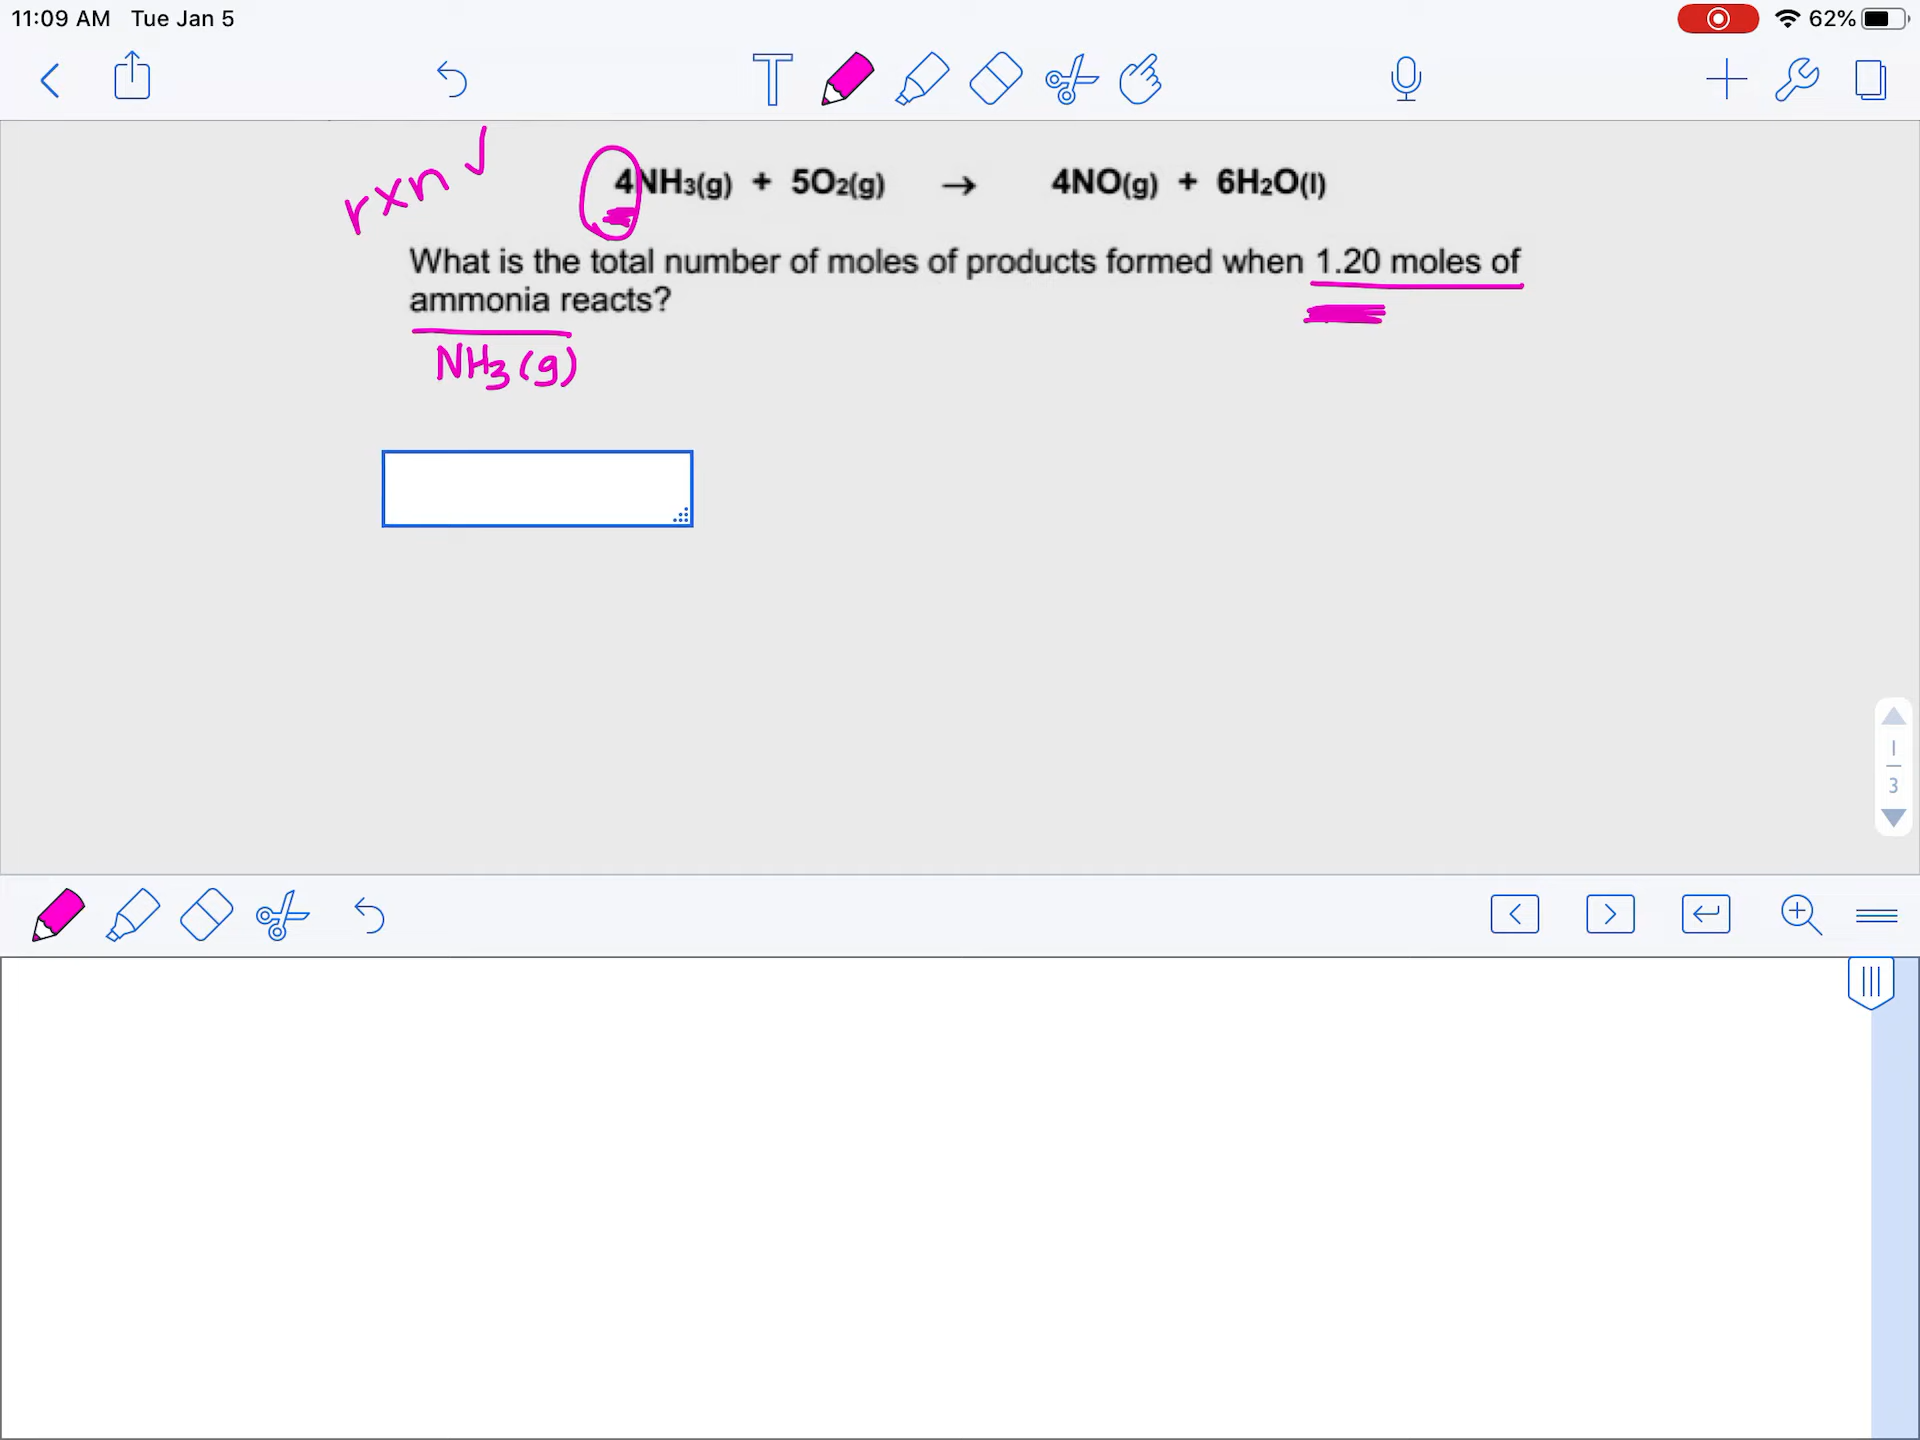 11:09 AM Tue Jan 5
62%
T
rxn ✓
4NH₃(g) + 5O₂(g) → 4NO(g) + 6H₂O(l)
What is the total number of moles of products formed when 1.20 moles of
ammonia reacts?
NH₃(g)
1
3